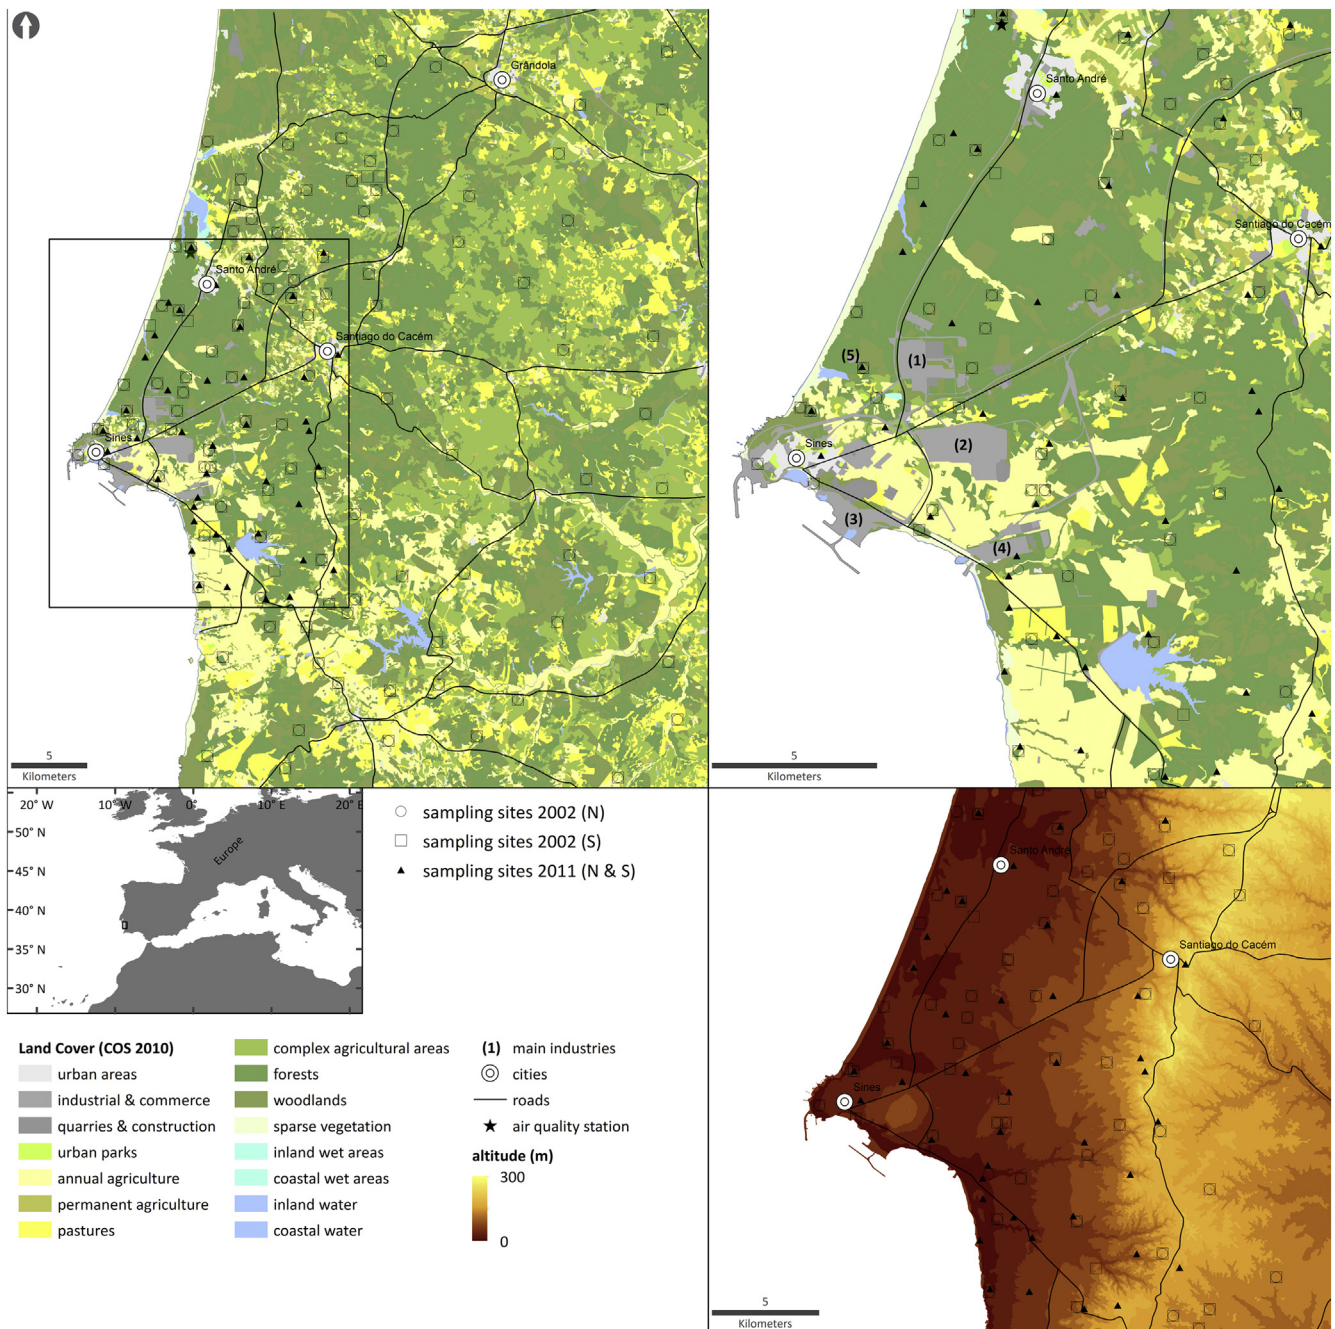 Grândola
Santo André
Santiago do Cacém
Sines
5
Kilometers
Santo André
Santiago do Cacém
(5)
(1)
(2)
Sines
(3)
(4)
5
Kilometers
20° W
10°W
0°
10° E
20° E
50° N
45° N
40° N
35° N
30° N
Europe
sampling sites 2002 (N)
sampling sites 2002 (S)
sampling sites 2011 (N & S)
Land Cover (COS 2010)
urban areas
industrial & commerce
quarries & construction
urban parks
annual agriculture
permanent agriculture
pastures
complex agricultural areas
forests
woodlands
sparse vegetation
inland wet areas
coastal wet areas
inland water
coastal water
(1) main industries
cities
roads
air quality station
altitude (m)
300
0
Santo André
Santiago do Cacém
Sines
5
Kilometers